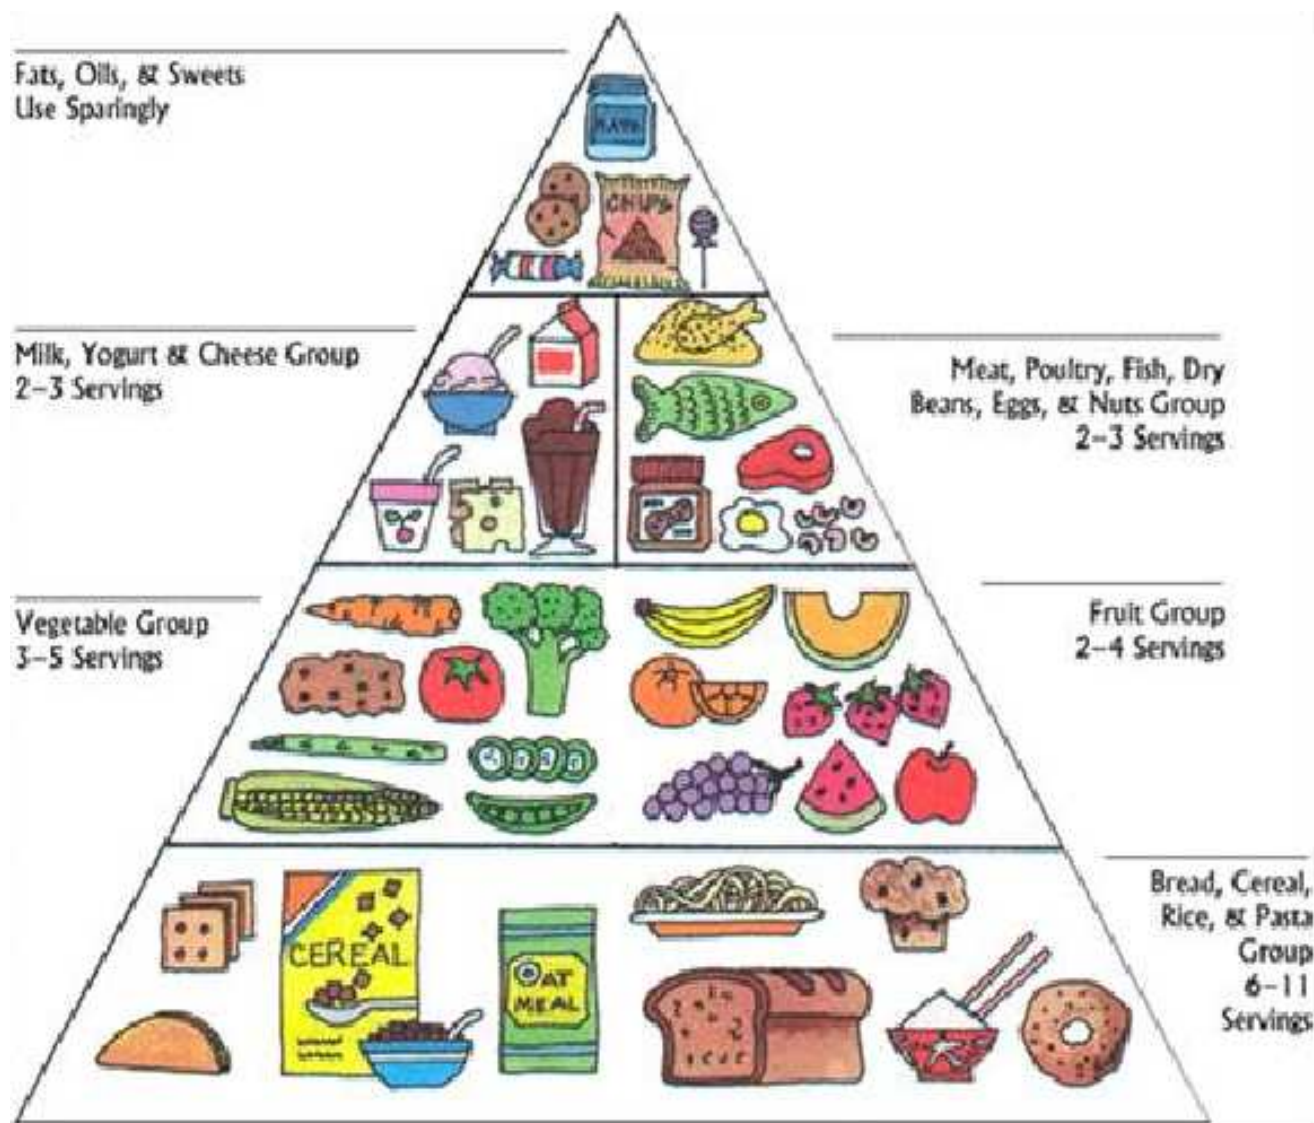 Fats, Oils, & Sweets
Use Sparingly
CHIPS
Milk, Yogurt & Cheese Group
2-3 Servings
Meat, Poultry, Fish, Dry
Beans, Eggs, & Nuts Group
2-3 Servings
Vegetable Group
3-5 Servings
Fruit Group
2-4 Servings
Bread, Cereal,
Rice, & Pasta
Group
6-11
Servings
CEREAL
OAT
MEAL